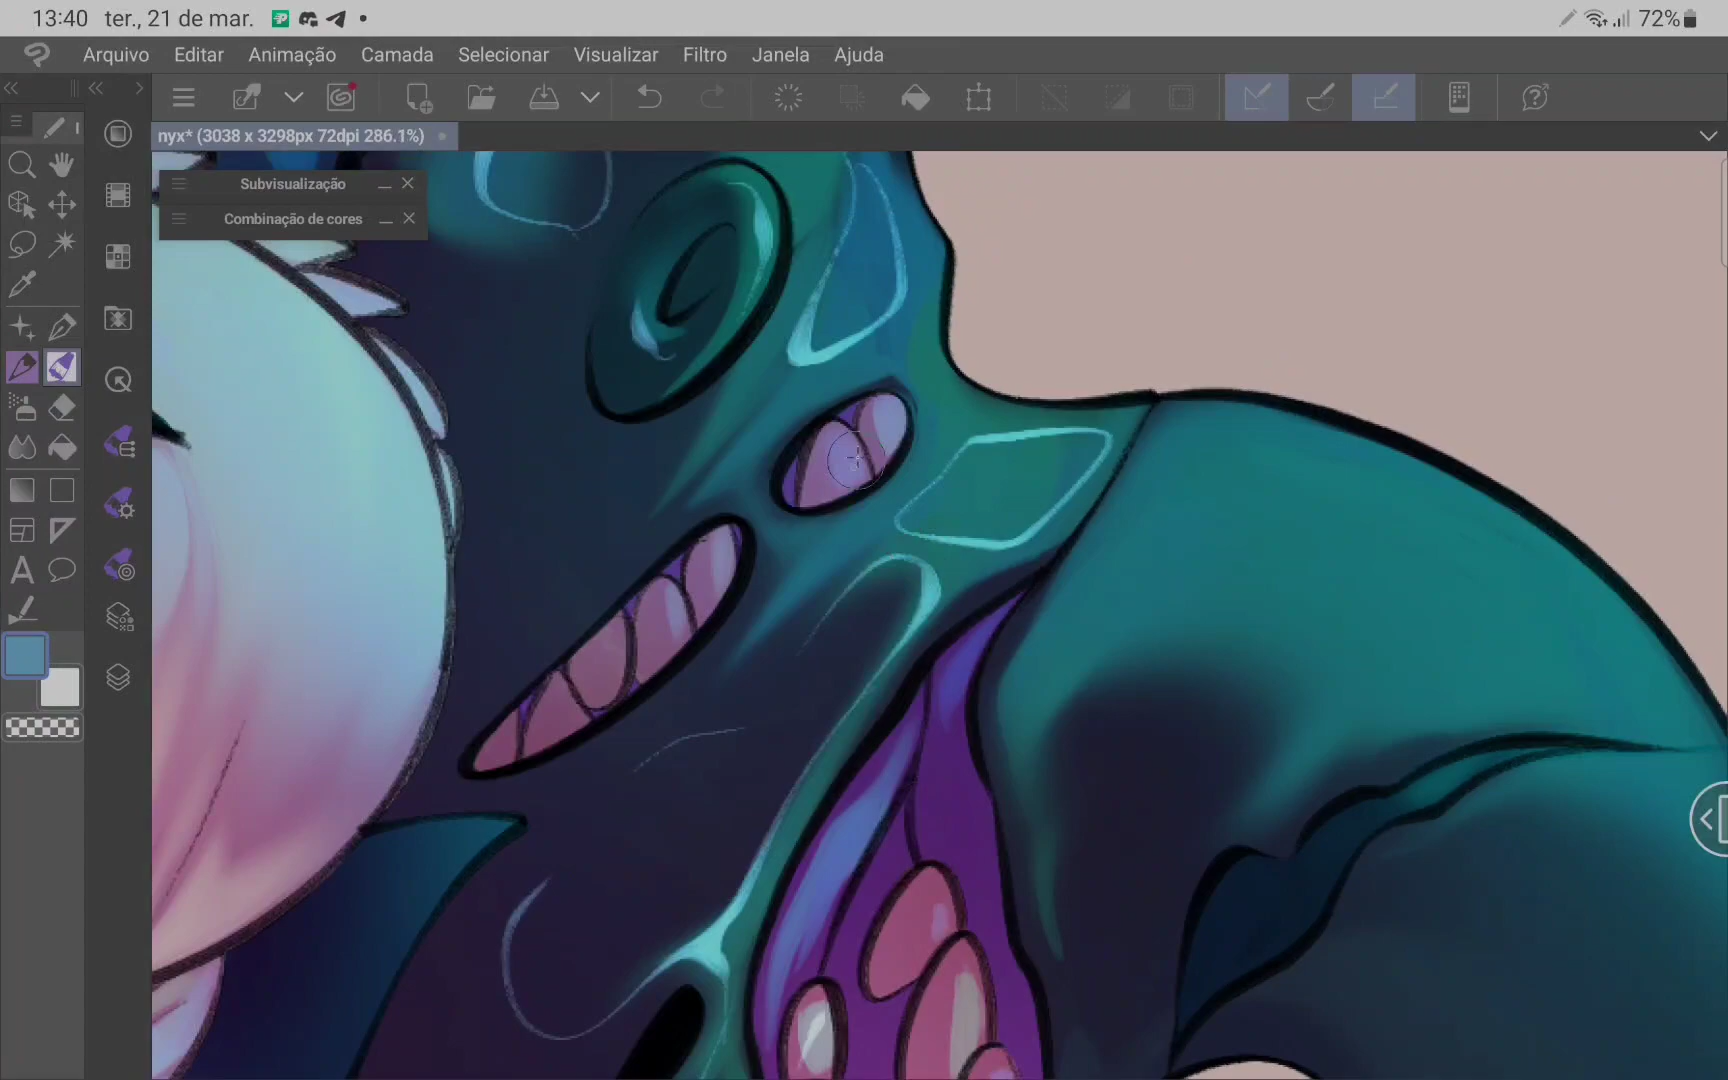 13:40 ter., 21 de mar.
72%
Arquivo Editar Animação Camada Selecionar Visualizar Filtro Janela Ajuda
nyx* (3038 x 3298px 72dpi 286.1%)
Subvisualização
Combinação de cores